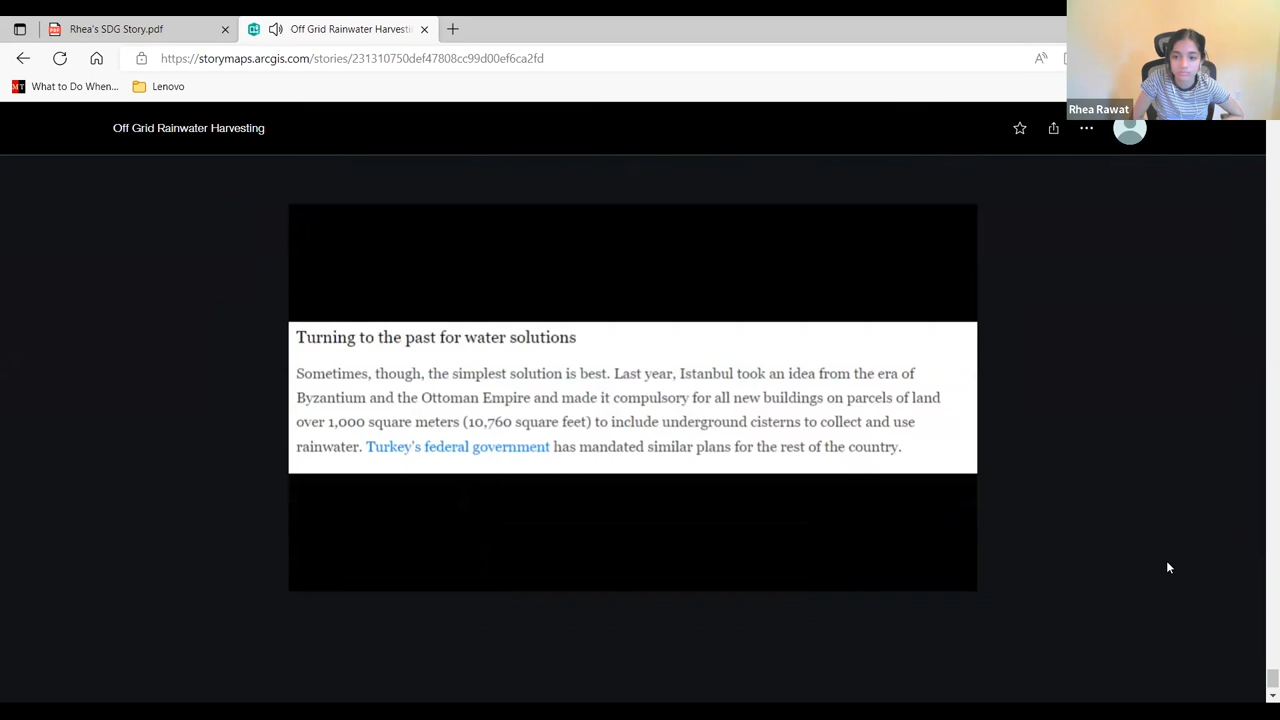 Rhea's SDG Story.pdf
Off Grid Rainwater Harvesti
https://storymaps.arcgis.com/stories/231310750def47808cc99d00ef6ca2fd
MT What to Do When...
Lenovo
Rhea Rawat
Off Grid Rainwater Harvesting
Turning to the past for water solutions
Sometimes, though, the simplest solution is best. Last year, Istanbul took an idea from the era of
Byzantium and the Ottoman Empire and made it compulsory for all new buildings on parcels of land
over 1,000 square meters (10,760 square feet) to include underground cisterns to collect and use
rainwater. Turkey's federal government has mandated similar plans for the rest of the country.